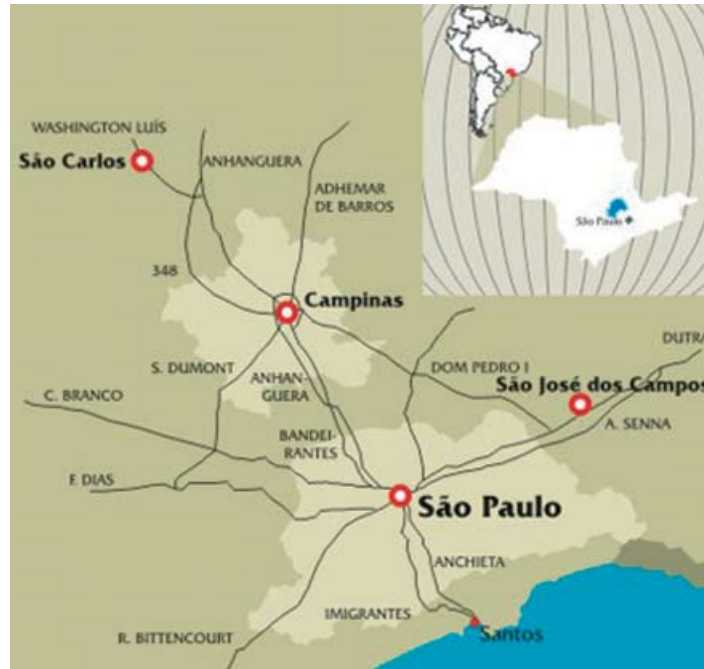 WASHINGTON LUÍS
São Carlos
ANHANGUERA
ADHEMAR
DE BARROS
São Paulo
348
Campinas
S. DUMONT
ANHAN-
GUERA
DOM PEDRO I
DUTRA
C. BRANCO
São José dos Campos
A. SENNA
BANDEI-
RANTES
F. DIAS
São Paulo
ANCHIETA
IMIGRANTES
Santos
R. BITTENCOURT